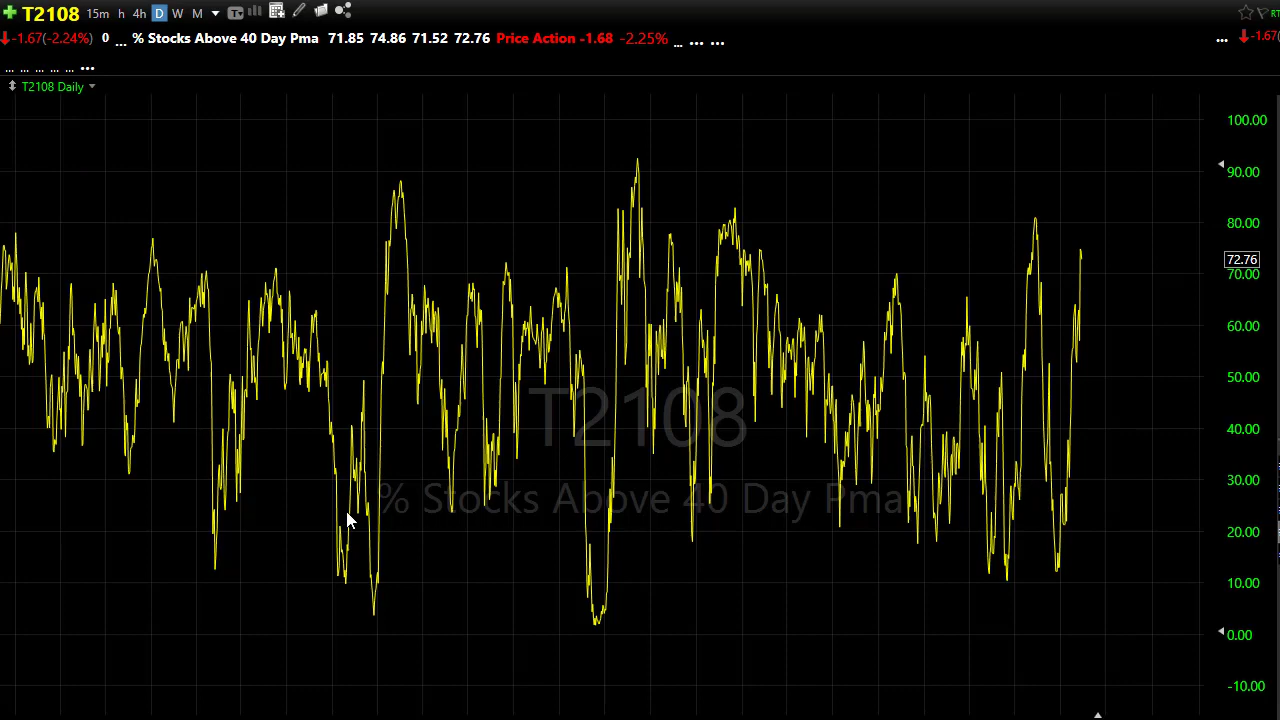 T2108 15m h 4h D W M T RT
-1.67(-2.24%) 0 ... % Stocks Above 40 Day Pma 71.85 74.86 71.52 72.76 Price Action -1.68 -2.25% ... ... ... ... -1.67
... ... ... ... ... ...
T2108 Daily
100.00
90.00
80.00
72.76
70.00
60.00
50.00
40.00
30.00
20.00
10.00
0.00
-10.00
T2108
% Stocks Above 40 Day Pma